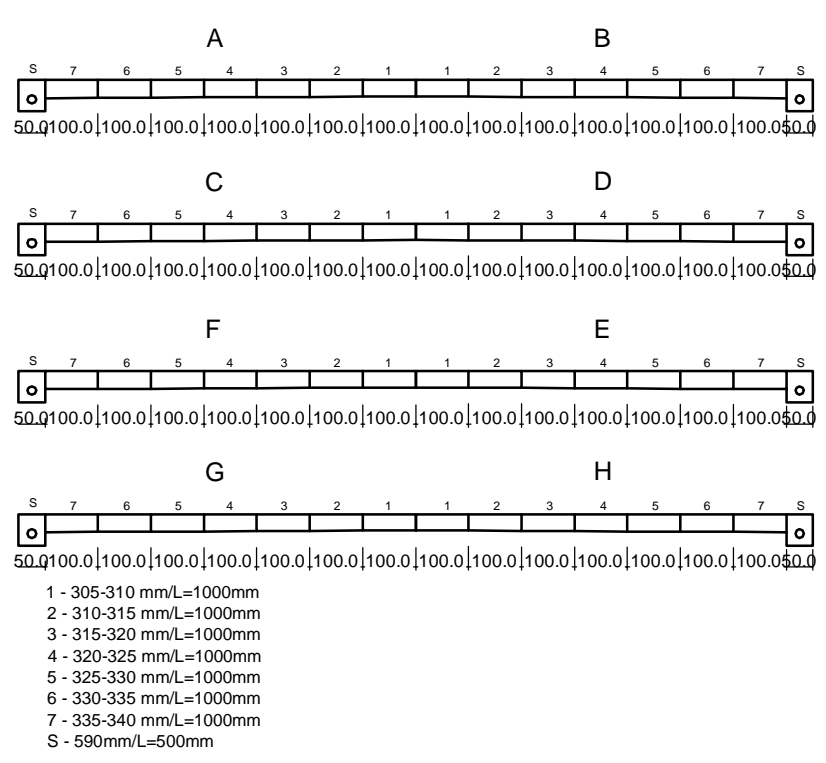 A B
S 7 6 5 4 3 2 1 1 2 3 4 5 6 7 S
50.0 100.0 100.0 100.0 100.0 100.0 100.0 100.0 100.0 100.0 100.0 100.0 100.0 100.0 100.0 50.0
C D
S 7 6 5 4 3 2 1 1 2 3 4 5 6 7 S
50.0 100.0 100.0 100.0 100.0 100.0 100.0 100.0 100.0 100.0 100.0 100.0 100.0 100.0 100.0 50.0
F E
S 7 6 5 4 3 2 1 1 2 3 4 5 6 7 S
50.0 100.0 100.0 100.0 100.0 100.0 100.0 100.0 100.0 100.0 100.0 100.0 100.0 100.0 100.0 50.0
G H
S 7 6 5 4 3 2 1 1 2 3 4 5 6 7 S
50.0 100.0 100.0 100.0 100.0 100.0 100.0 100.0 100.0 100.0 100.0 100.0 100.0 100.0 100.0 50.0
1 - 305-310 mm/L=1000mm
2 - 310-315 mm/L=1000mm
3 - 315-320 mm/L=1000mm
4 - 320-325 mm/L=1000mm
5 - 325-330 mm/L=1000mm
6 - 330-335 mm/L=1000mm
7 - 335-340 mm/L=1000mm
S - 590mm/L=500mm